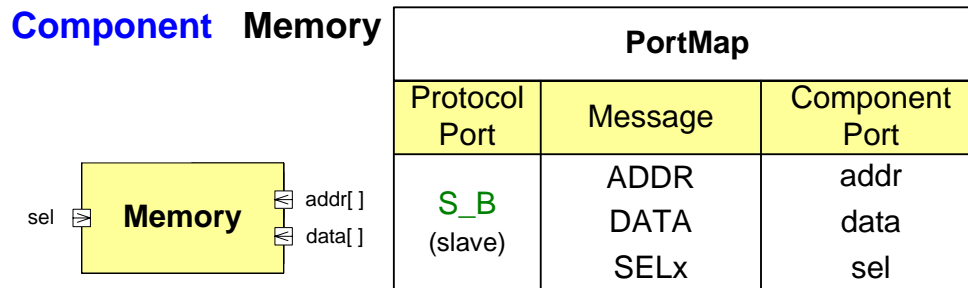 Component Memory
sel
Memory
addr[ ]
data[ ]
PortMap
Protocol Port
Message
Component Port
S_B
(slave)
ADDR
addr
DATA
data
SELx
sel